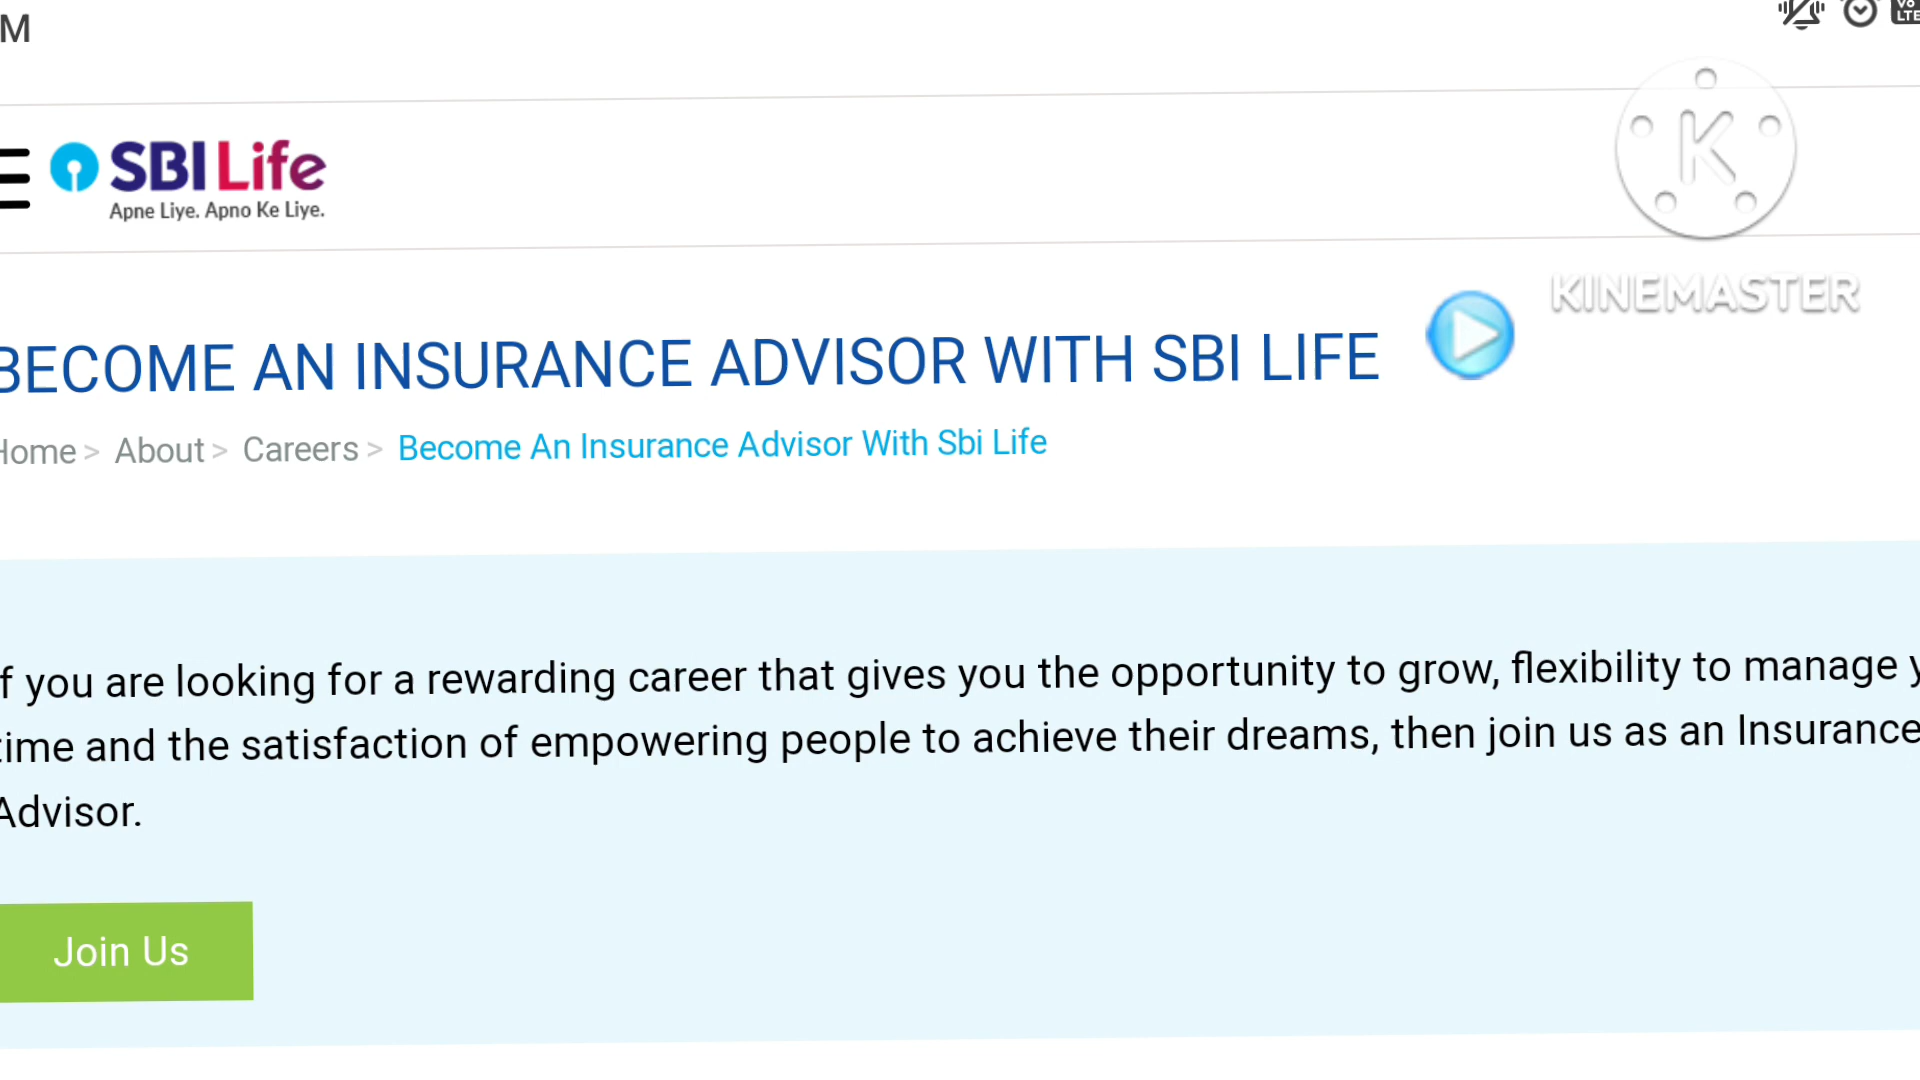 M
VO
LTE
SBI Life
Apne Liye. Apno Ke Liye.
K
KINEMASTER
BECOME AN INSURANCE ADVISOR WITH SBI LIFE
Home > About > Careers > Become An Insurance Advisor With Sbi Life
f you are looking for a rewarding career that gives you the opportunity to grow, flexibility to manage y
time and the satisfaction of empowering people to achieve their dreams, then join us as an Insurance
Advisor.
Join Us